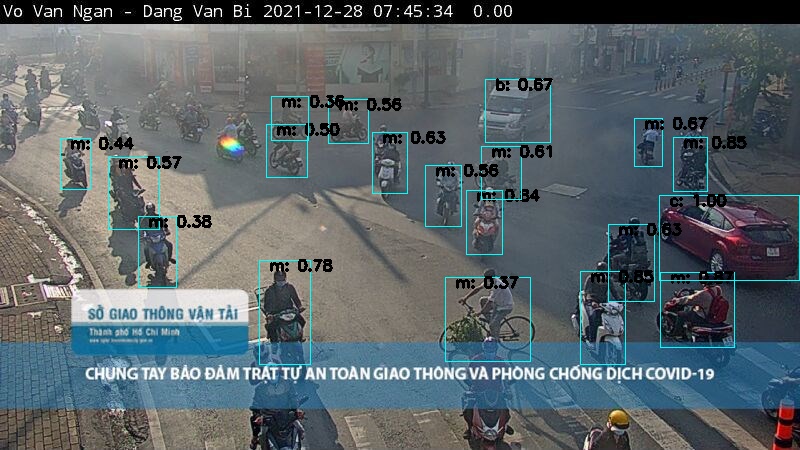 Vo Van Ngan - Dang Van Bi 2021-12-28 07:45:34 0.00
b: 0.67
m: 0.36
m: 0.56
m: 0.50
m: 0.63
m: 0.67
m: 0.85
m: 0.44
m: 0.57
m: 0.61
m: 0.56
m: 0.84
c: 1.00
m: 0.38
m: 0.63
m: 0.78
m: 0.37
SỞ GIAO THÔNG VẬN TẢI
Thành phố Hồ Chí Minh
CHUNG TAY BẢO ĐẢM TRẬT TỰ AN TOÀN GIAO THÔNG VÀ PHÒNG CHỐNG DỊCH COVID-19